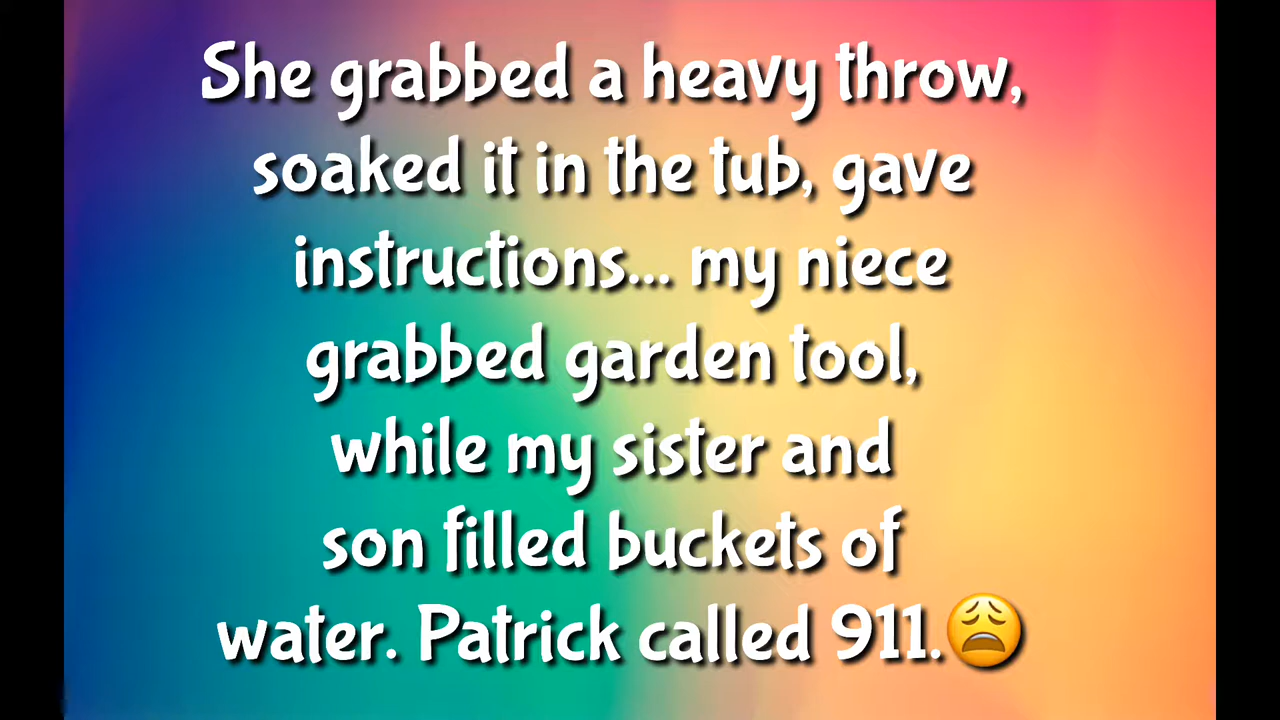 She grabbed a heavy throw,
soaked it in the tub, gave
instructions... my niece
grabbed garden tool,
while my sister and
son filled buckets of
water. Patrick called 911.😩